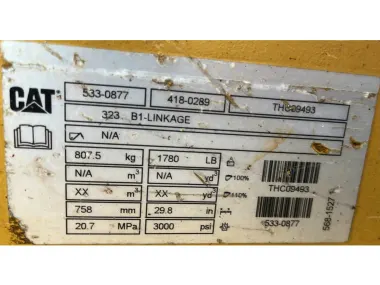 CAT
533-0877 418-0289 THC09493
323 B1-LINKAGE
N/A
807.5 kg 1780 LB
N/A m³ N/A yd³ 100%
THC09493
XX m³ XX yd³ 110%
758 mm 29.8 in
533-0877
20.7 MPa 3000 psi
568-1527